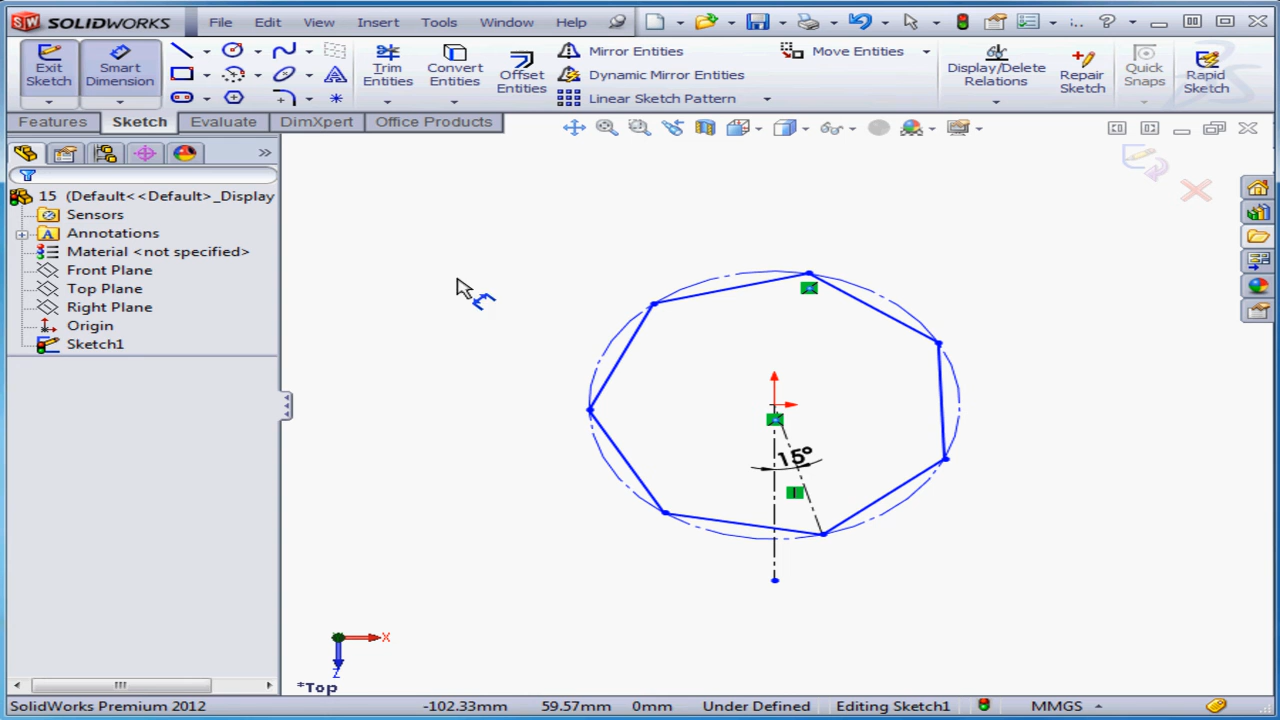 SOLIDWORKS File Edit View Insert Tools Window Help
Exit Sketch
Smart Dimension
Trim Entities
Convert Entities
Offset Entities
Mirror Entities
Dynamic Mirror Entities
Linear Sketch Pattern
Move Entities
Display/Delete Relations
Repair Sketch
Quick Snaps
Rapid Sketch
Features Sketch Evaluate DimXpert Office Products
15 (Default<<Default>_Display
Sensors
Annotations
Material <not specified>
Front Plane
Top Plane
Right Plane
Origin
Sketch1
15°
X
Z
*Top
SolidWorks Premium 2012 -102.33mm 59.57mm 0mm Under Defined Editing Sketch1 MMGS